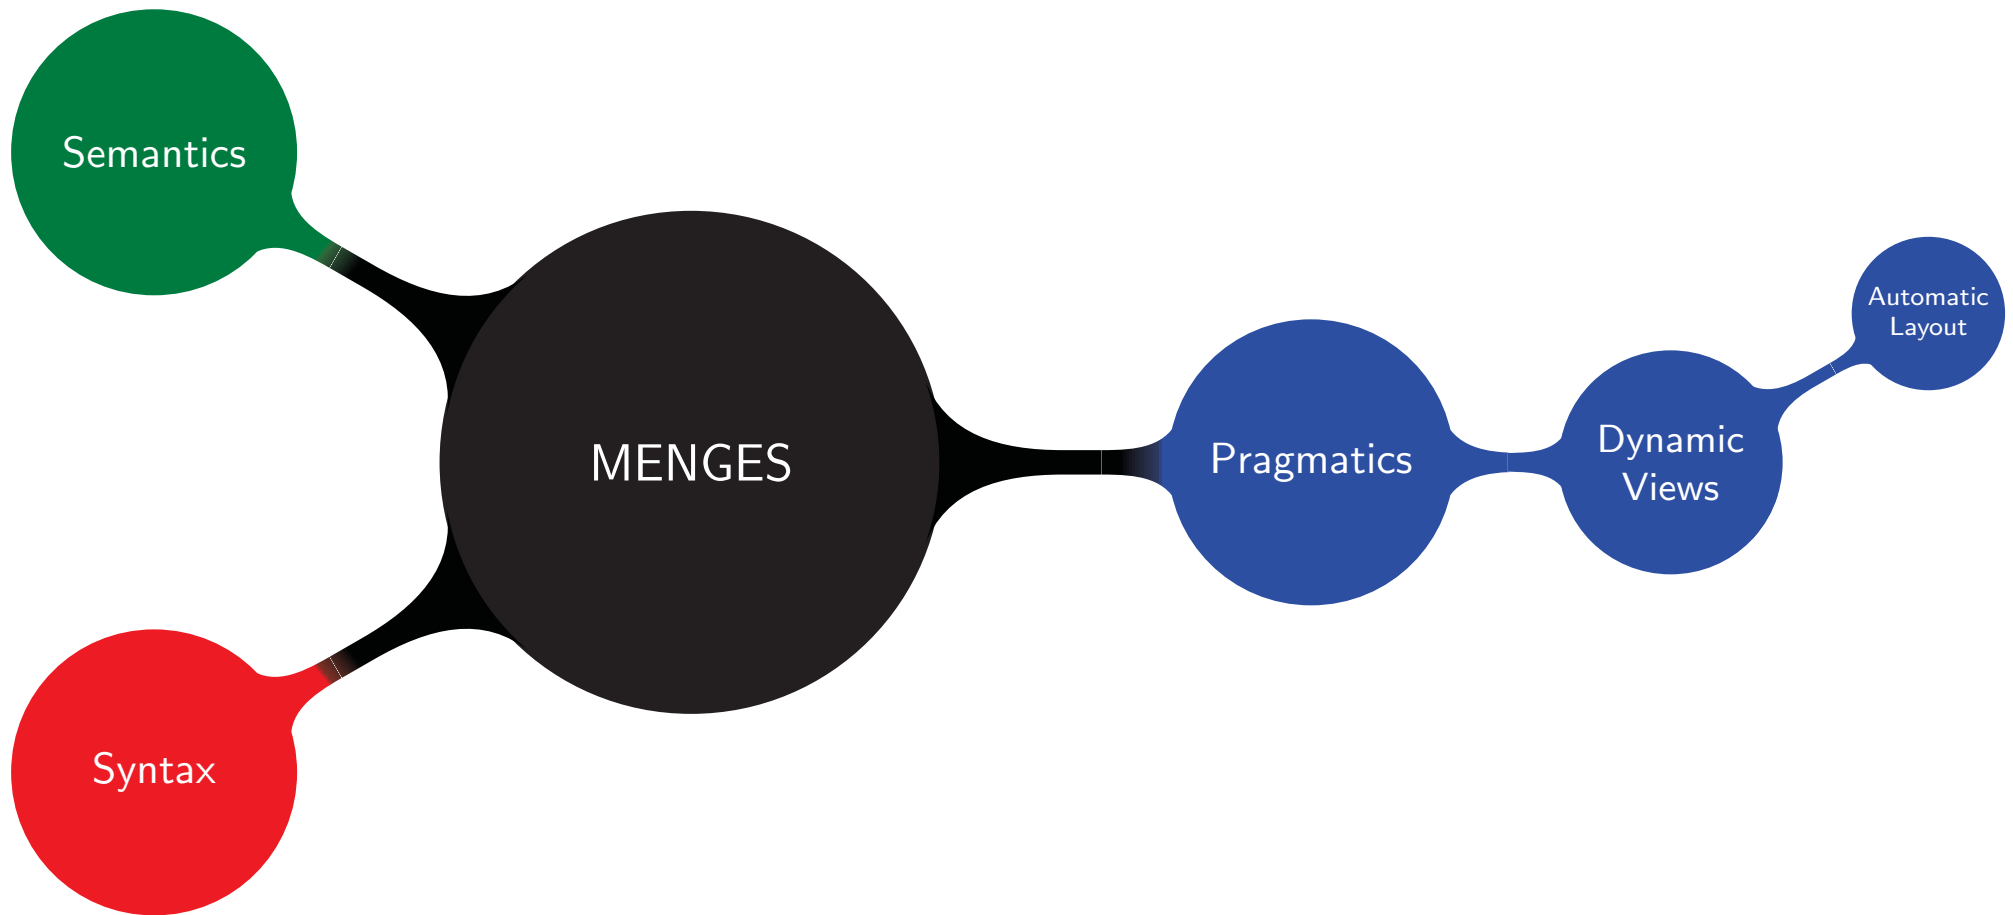 Semantics
MENGES
Syntax
Pragmatics
Dynamic
Views
Automatic
Layout